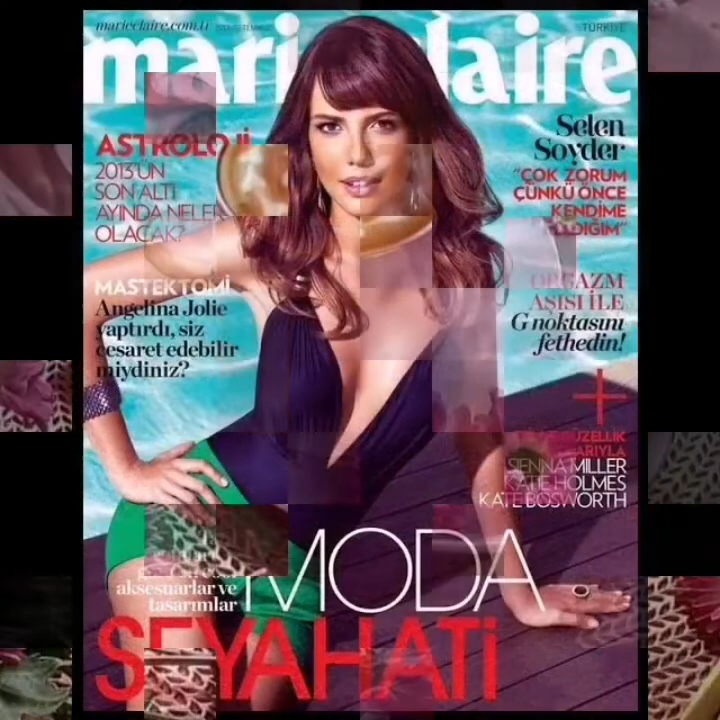 marieclaire.com.tr
TÜRKİYE
marie claire
ASTROLOJİ
2013'ÜN
SON ALTI
AYINDA NELER
OLACAK?
MASTEKTOMİ
Angelina Jolie
yaptırdı, siz
cesaret edebilir
miydiniz?
Selen
Soyder
"ÇOK ZORUM
ÇÜNKÜ ÖNCE
KENDİME
ORGAZM
AŞISI İLE
G noktasını
fethedin!
+
GÜZELLİK
SIENNA MILLER
KATIE HOLMES
KATE BOSWORTH
aksesuarlar ve
tasarımlar
MODA
SEYAHATİ